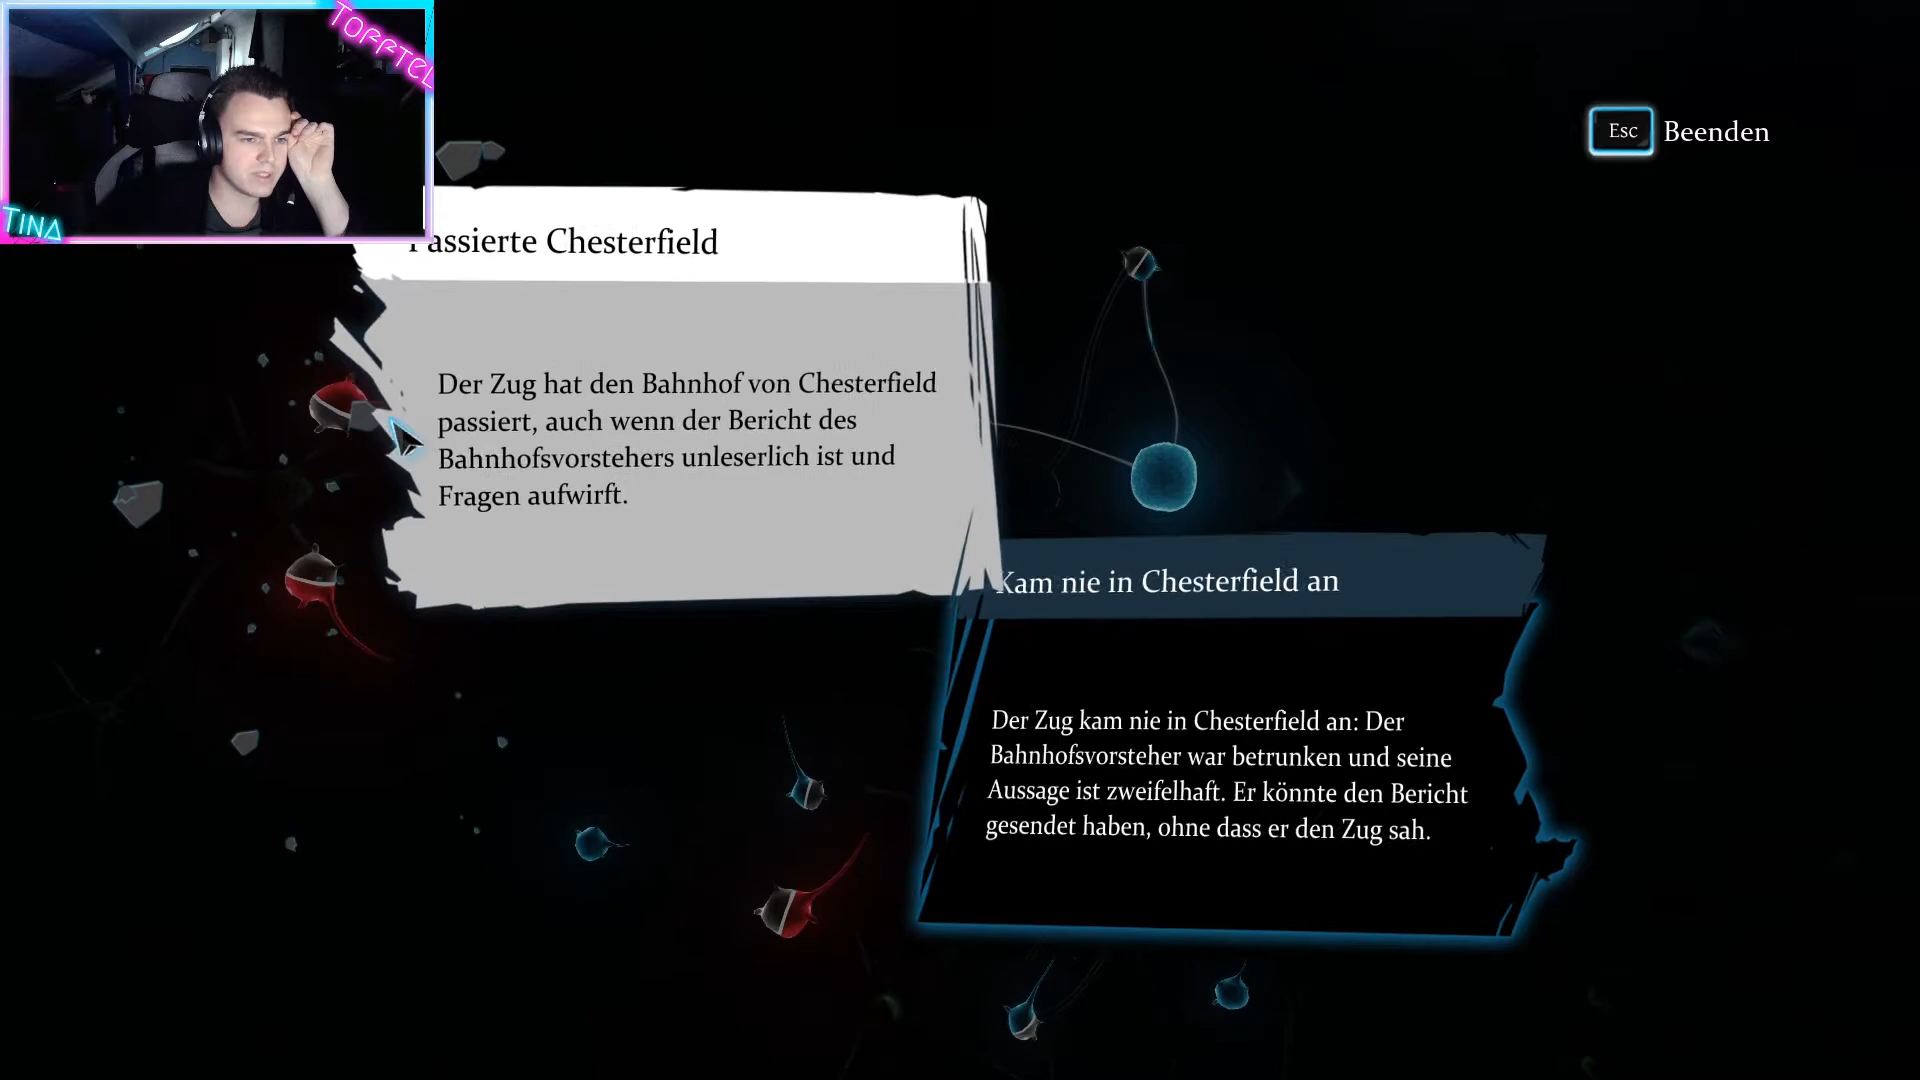 TOFFTEL
TINA
Esc Beenden
Passierte Chesterfield
Der Zug hat den Bahnhof von Chesterfield
passiert, auch wenn der Bericht des
Bahnhofsvorstehers unleserlich ist und
Fragen aufwirft.
Kam nie in Chesterfield an
Der Zug kam nie in Chesterfield an: Der
Bahnhofsvorsteher war betrunken und seine
Aussage ist zweifelhaft. Er könnte den Bericht
gesendet haben, ohne dass er den Zug sah.